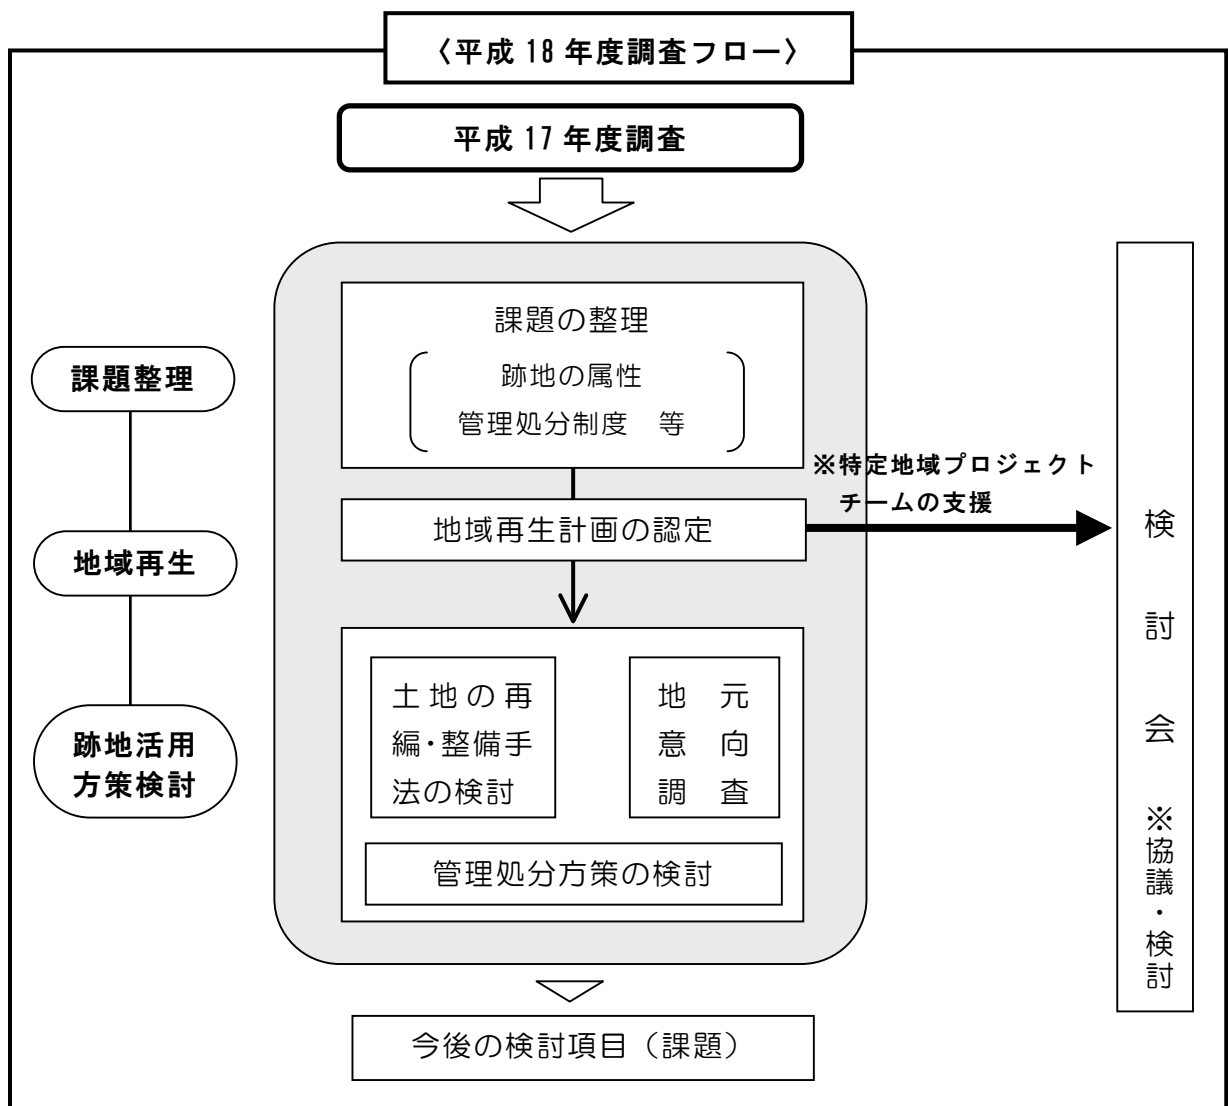 〈平成 18 年度調査フロー〉
平成 17 年度調査
課題の整理
跡地の属性
管理処分制度　等
課題整理
※特定地域プロジェクト
チームの支援
地域再生計画の認定
地域再生
土地の再
編・整備手
法の検討
地　元
意　向
調　査
跡地活用
方策検討
管理処分方策の検討
検討会　※協議・検討
今後の検討項目（課題）